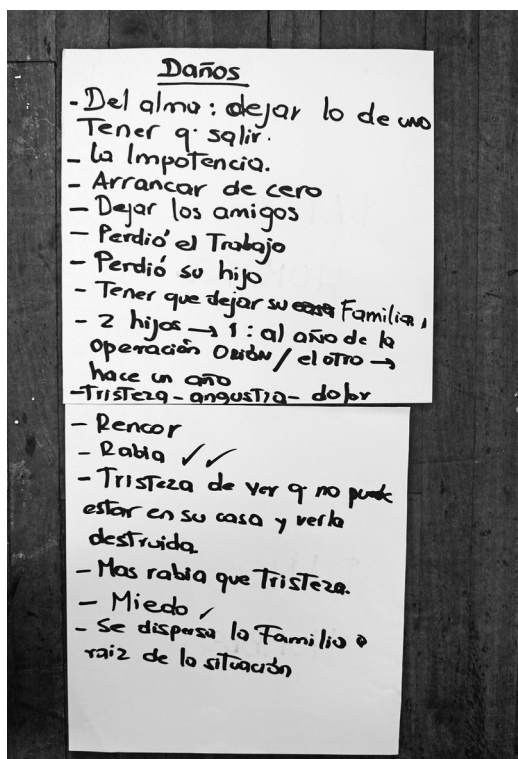 Daños
- Del alma: dejar lo de uno
Tener q. salir.
- La Impotencia.
- Arrancar de cero
- Dejar los amigos
- Perdió el Trabajo
- Perdió su hijo
- Tener que dejar su casa Familia,
- 2 hijos → 1: al año de la
Operación Orión / el otro →
hace un año
- Tristeza - angustia - dolor
- Rencor
- Rabia ✓✓
- Tristeza de ver q no puede
estar en su casa y verla
destruida
- Mas rabia que Tristeza.
- Miedo ✓
- Se dispersa la Familia a
raiz de la situación